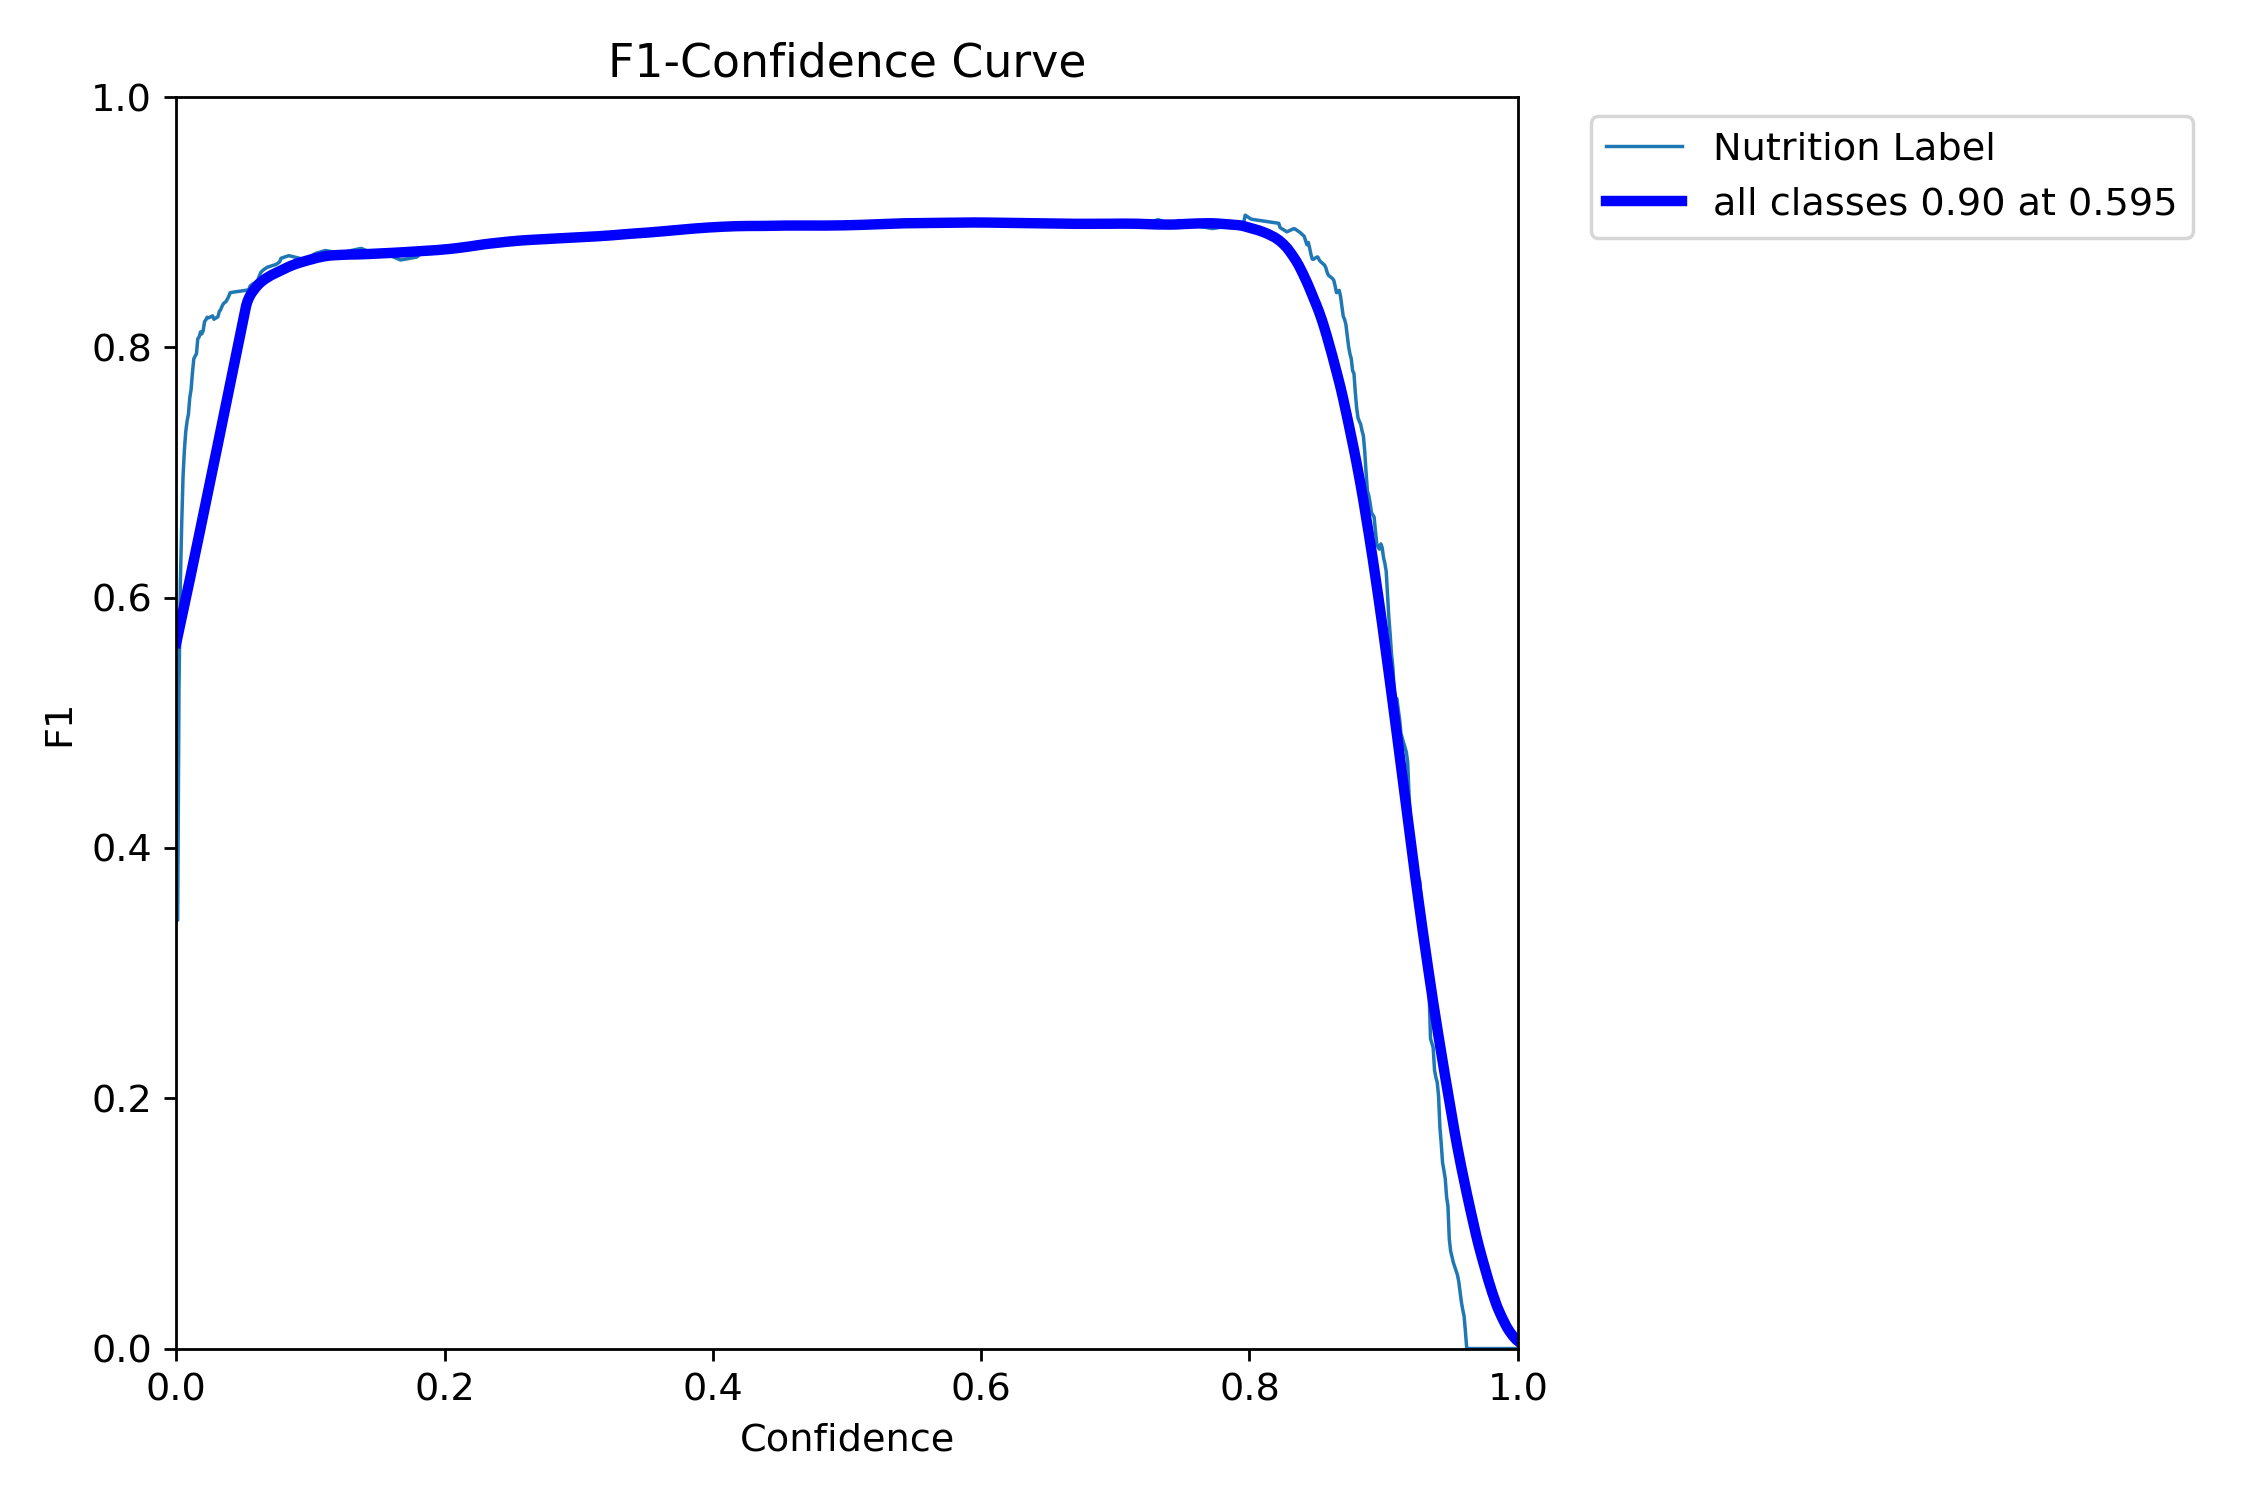 F1-Confidence Curve
1.0
0.8
0.6
0.4
0.2
0.0
F1
0.0 0.2 0.4 0.6 0.8 1.0
Confidence
Nutrition Label
all classes 0.90 at 0.595